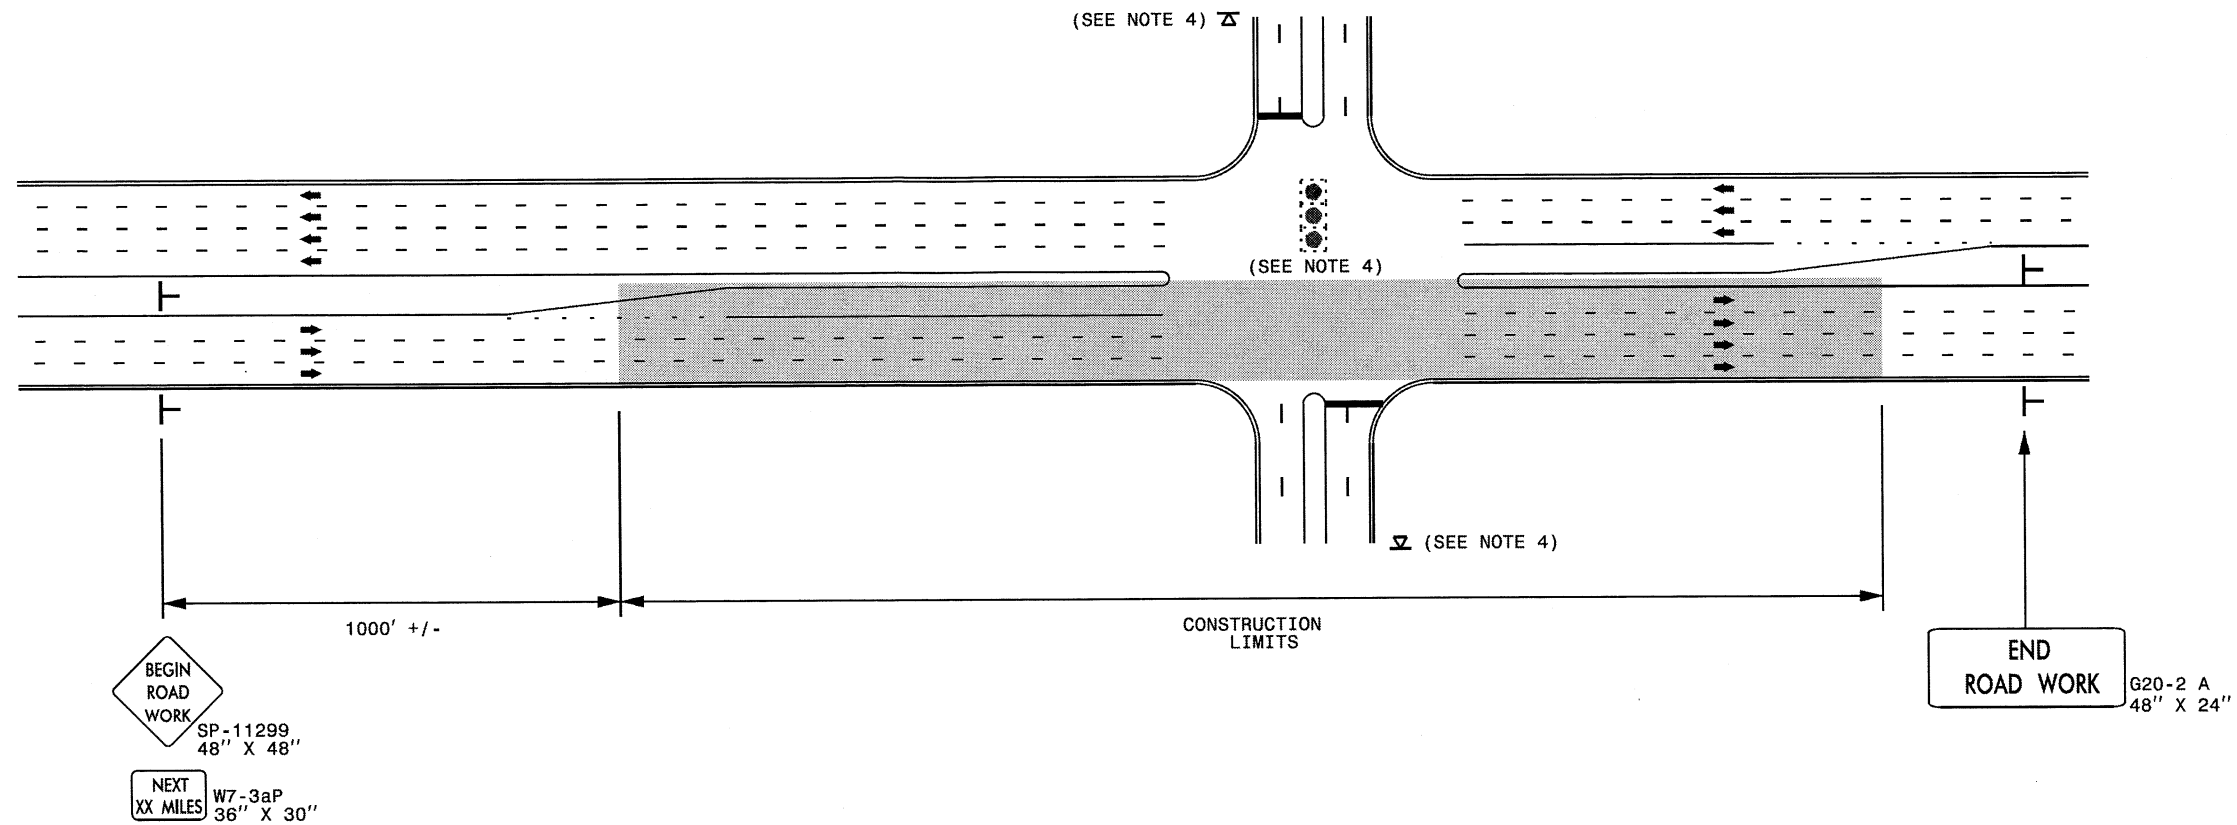 (SEE NOTE 4)
(SEE NOTE 4)
(SEE NOTE 4)
1000' +/-
CONSTRUCTION
LIMITS
BEGIN
ROAD
WORK
SP-11299
48" X 48"
NEXT
XX MILES
W7-3aP
36" X 30"
END
ROAD WORK
G20-2 A
48" X 24"